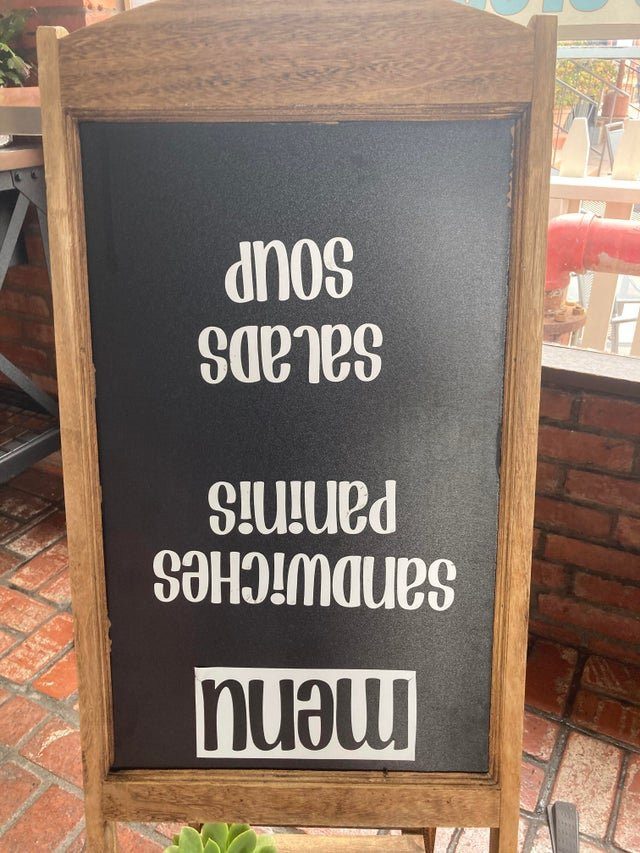 menu
sandwiches
paninis
salads
soup